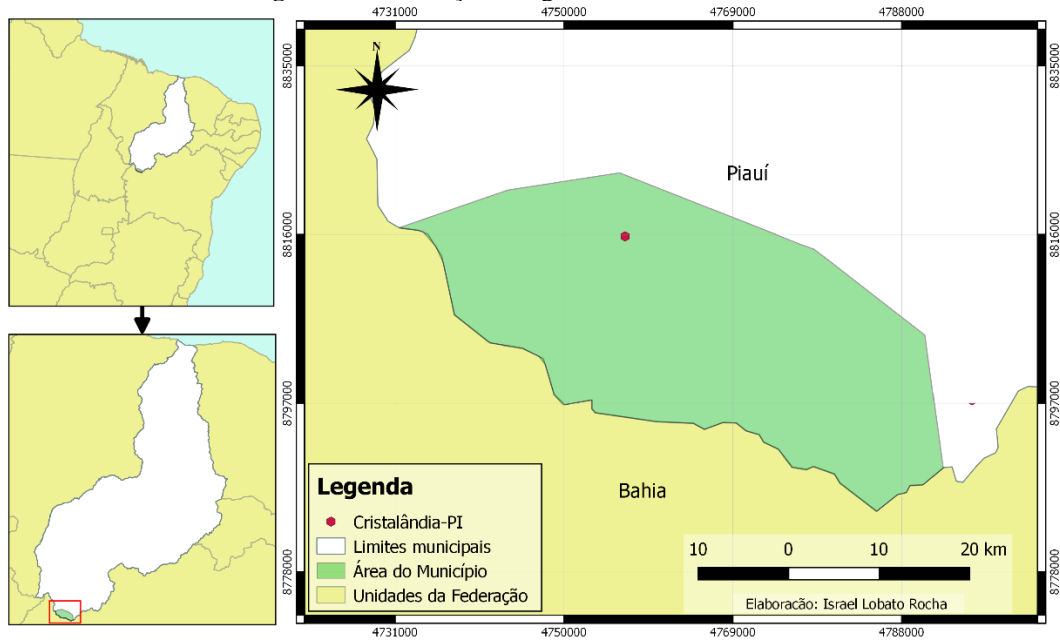 4731000 4750000 4769000 4788000
N
8835000 8835000
Piauí
8816000 8816000
8797000 8797000
Bahia
Legenda
Cristalândia-PI
Limites municipais
Área do Município
Unidades da Federação
10 0 10 20 km
Elaboracão: Israel Lobato Rocha
8778000 8778000
4731000 4750000 4769000 4788000